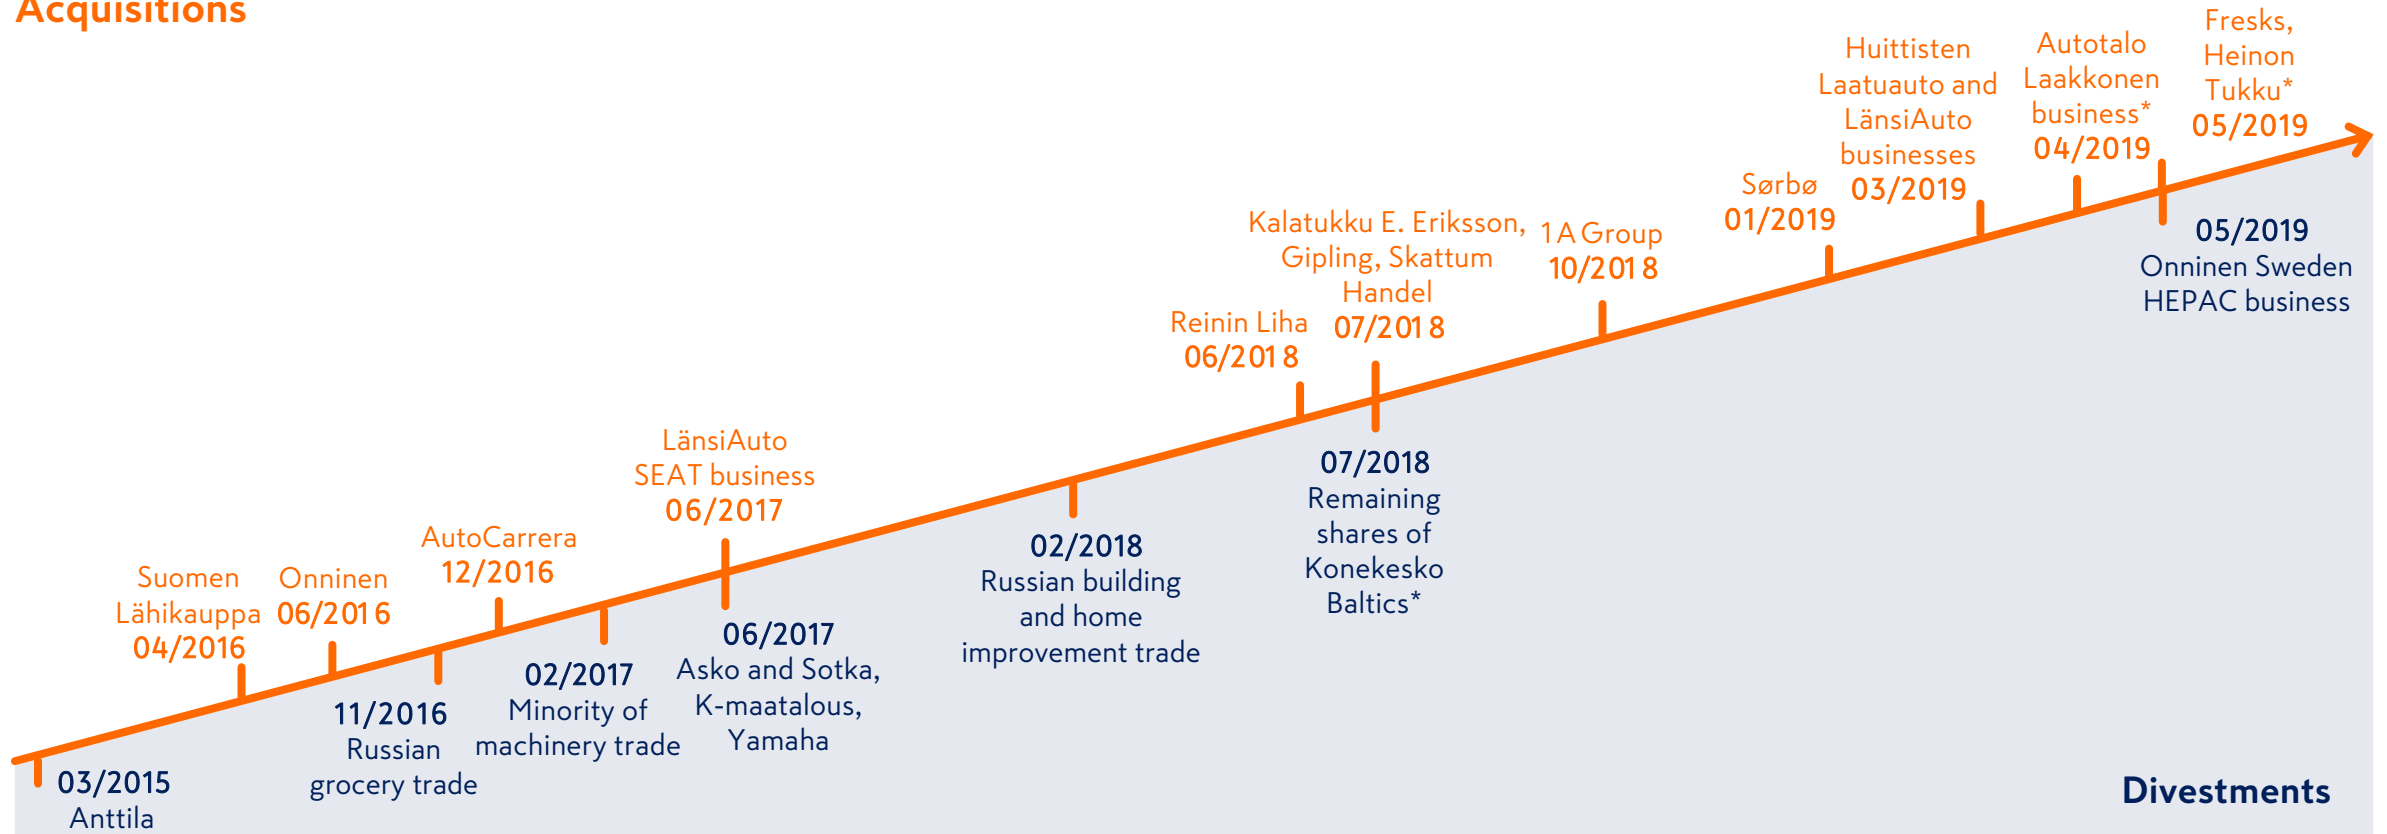 Acquisitions
Suomen
Lähikauppa
04/2016
Onninen
06/2016
AutoCarrera
12/2016
LänsiAuto
SEAT business
06/2017
Reinin Liha
06/2018
Kalatukku E. Eriksson,
Gipling, Skattum
Handel
07/2018
1A Group
10/2018
Sørbø
01/2019
Huittisten
Laatuauto and
LänsiAuto
businesses
03/2019
Autotalo
Laakkonen
business*
04/2019
Fresks,
Heinon
Tukku*
05/2019
03/2015
Anttila
11/2016
Russian
grocery trade
02/2017
Minority of
machinery trade
06/2017
Asko and Sotka,
K-maatalous,
Yamaha
02/2018
Russian building
and home
improvement trade
07/2018
Remaining
shares of
Konekesko
Baltics*
05/2019
Onninen Sweden
HEPAC business
Divestments